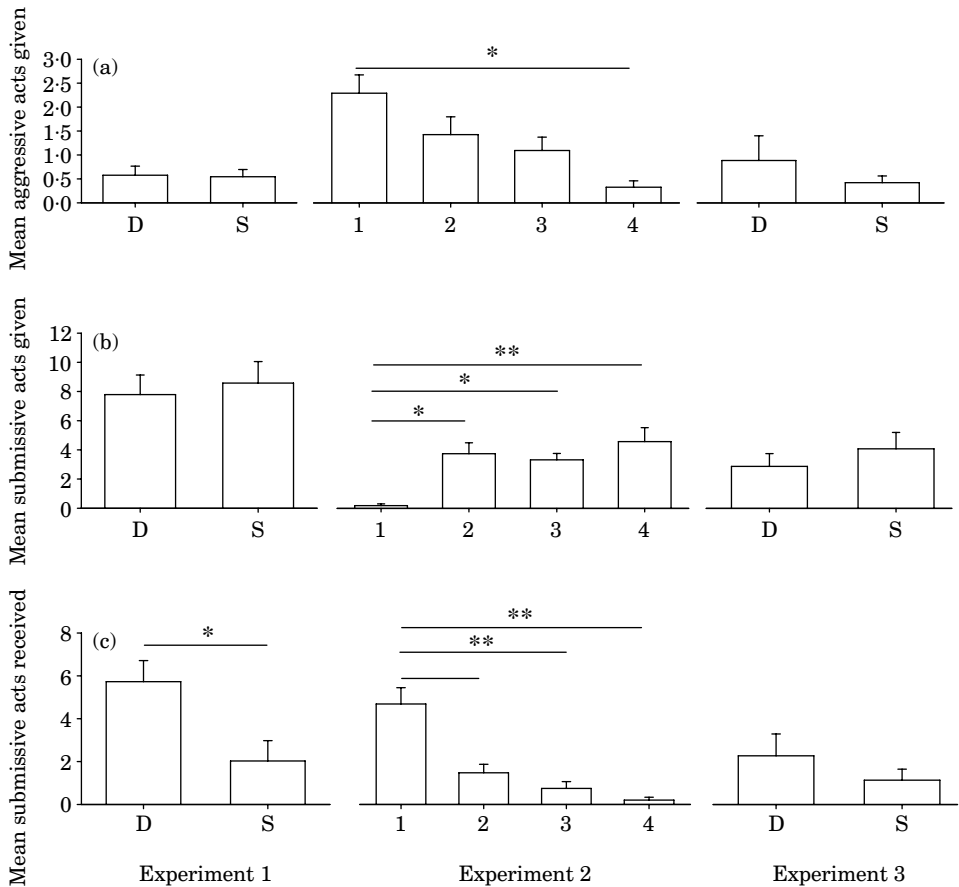 Mean aggressive acts given
3·0
2·5
2·0
1·5
1·0
0·5
0·0
(a)
*
D S 1 2 3 4 D S
Mean submissive acts given
12
10
8
6
4
2
0
(b)
**
*
*
D S 1 2 3 4 D S
Mean submissive acts received
8
6
4
2
0
(c)
*
**
**
D S 1 2 3 4 D S
Experiment 1 Experiment 2 Experiment 3